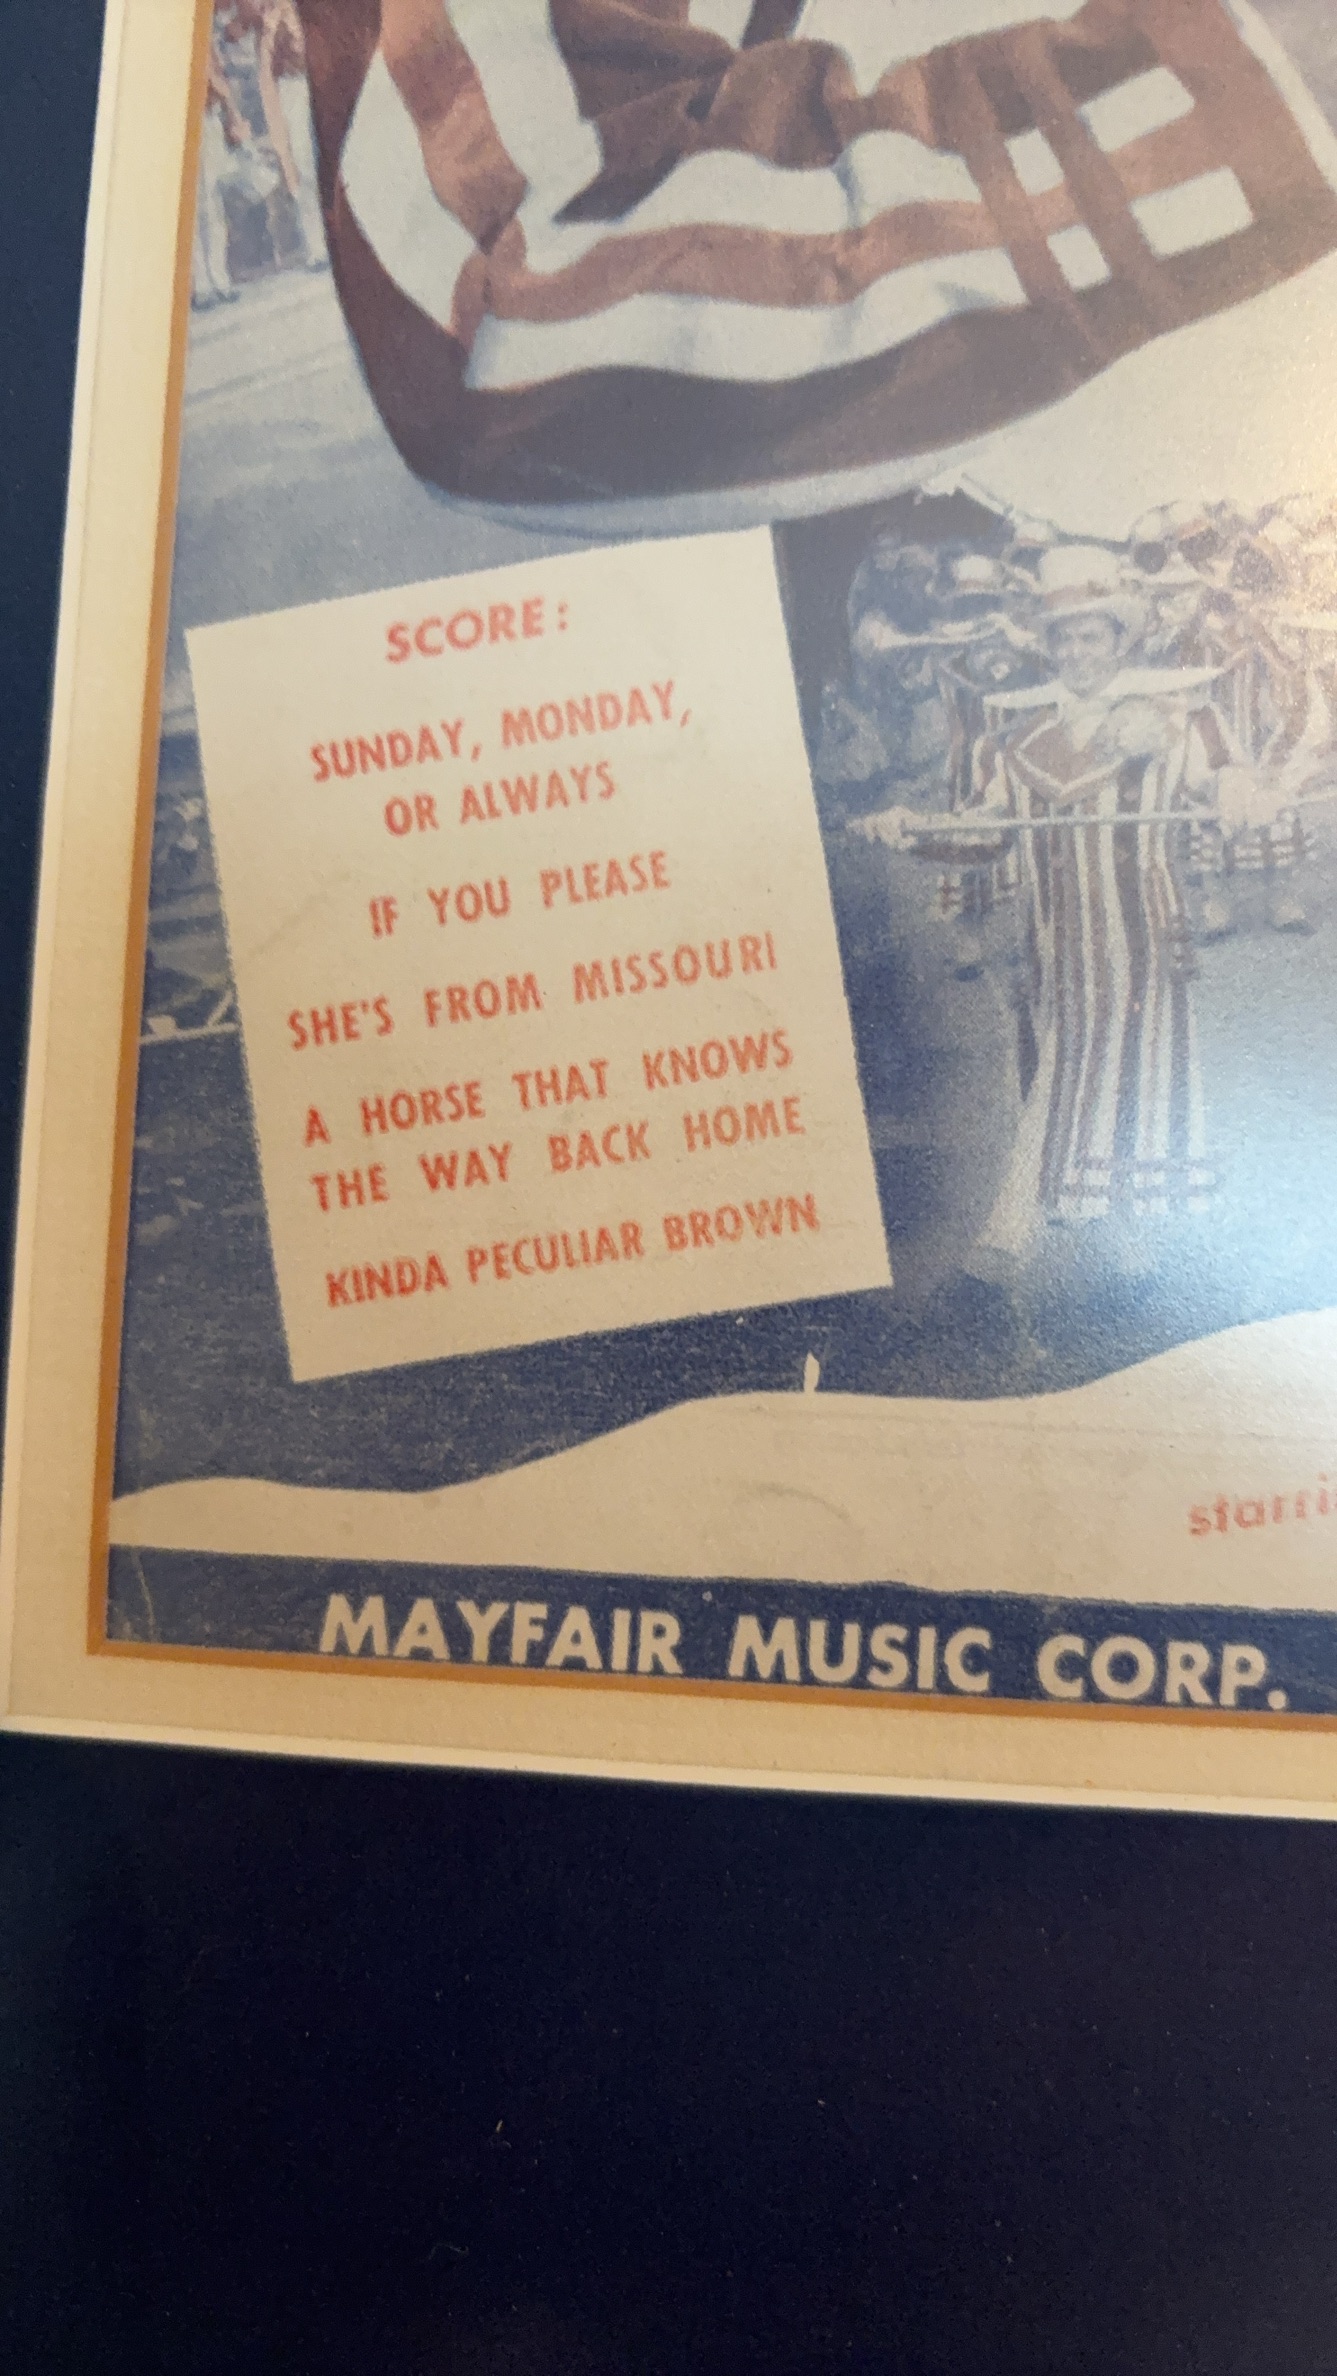 SCORE:
SUNDAY, MONDAY,
OR ALWAYS
IF YOU PLEASE
SHE'S FROM MISSOURI
A HORSE THAT KNOWS
THE WAY BACK HOME
KINDA PECULIAR BROWN
starri
MAYFAIR MUSIC CORP.